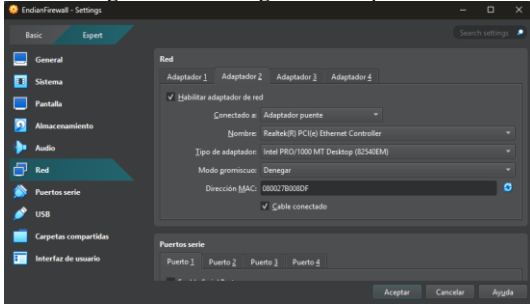 EndianFirewall - Settings
Basic Expert Search settings
General
Sistema
Pantalla
Almacenamiento
Audio
Red
Puertos serie
USB
Carpetas compartidas
Interfaz de usuario
Red
Adaptador 1 Adaptador 2 Adaptador 3 Adaptador 4
Habilitar adaptador de red
Conectado a: Adaptador puente
Nombre: Realtek(R) PCI(e) Ethernet Controller
Tipo de adaptador: Intel PRO/1000 MT Desktop (82540EM)
Modo promiscuo: Denegar
Dirección MAC: 080027B008DF
Cable conectado
Puertos serie
Puerto 1 Puerto 2 Puerto 3 Puerto 4
Aceptar Cancelar Ayuda